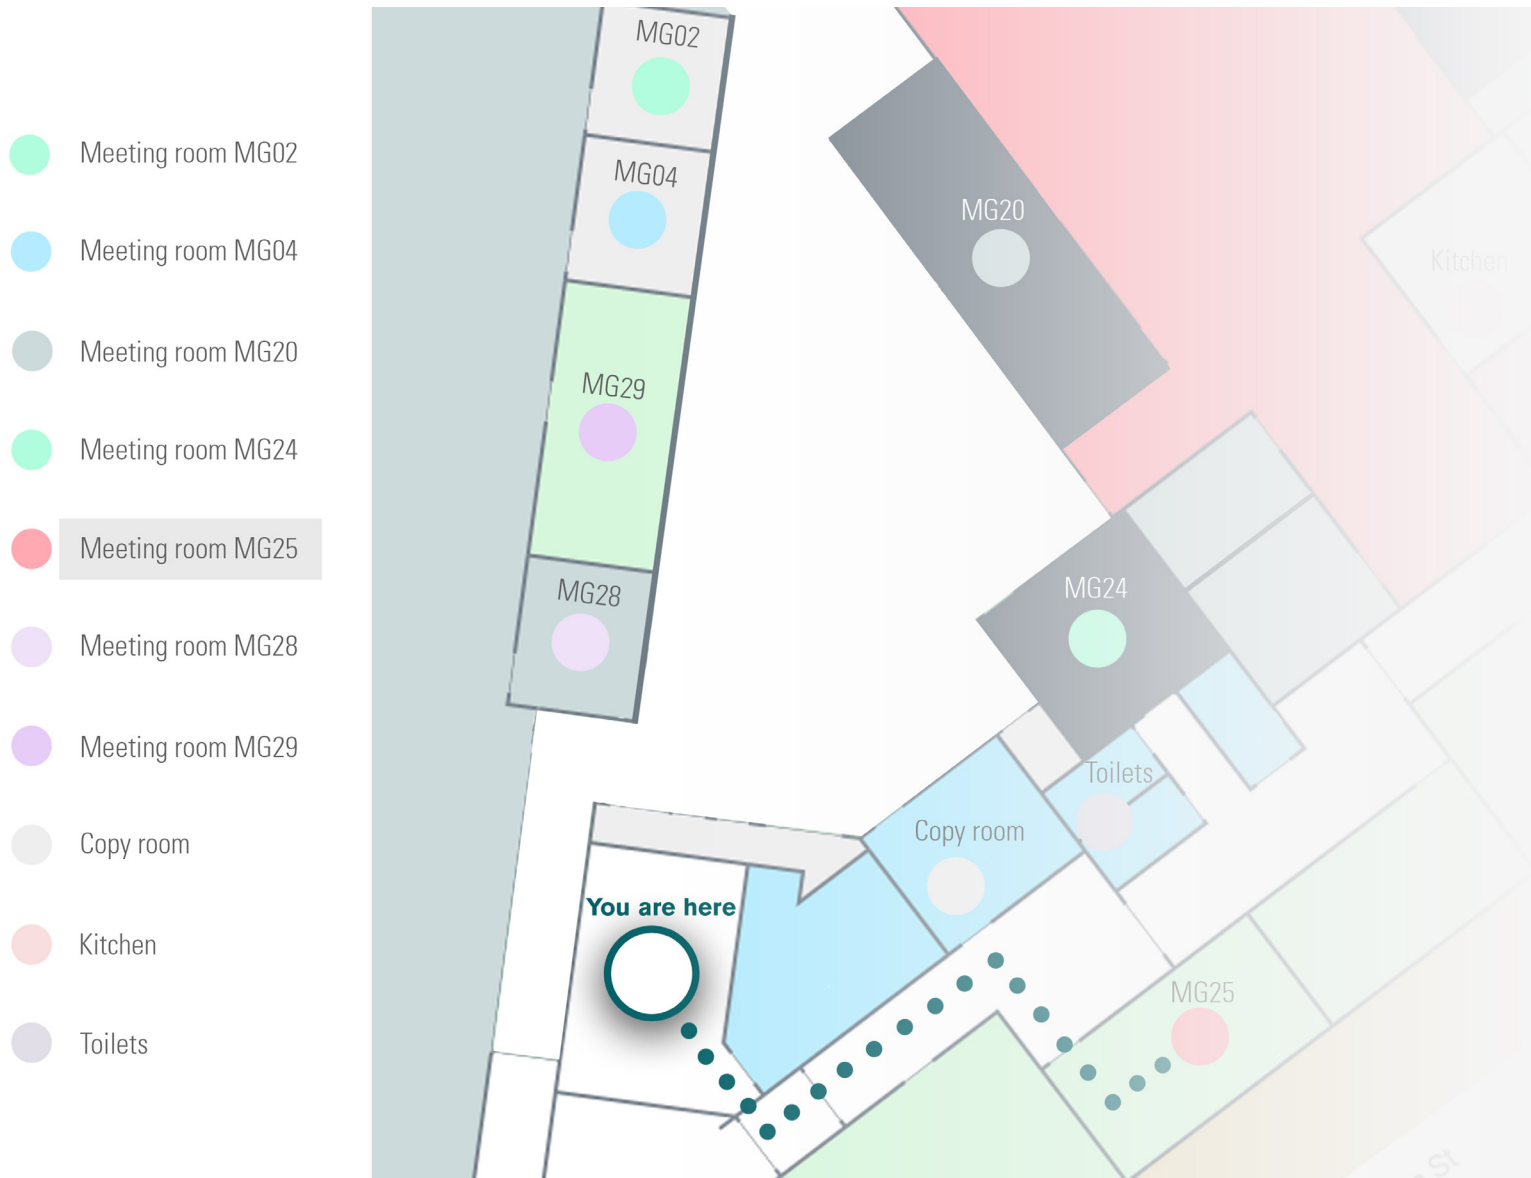 Meeting room MG02
Meeting room MG04
Meeting room MG20
Meeting room MG24
Meeting room MG25
Meeting room MG28
Meeting room MG29
Copy room
Kitchen
Toilets
MG02
MG04
MG20
Kitchen
MG29
MG28
MG24
Toilets
Copy room
You are here
MG25
St